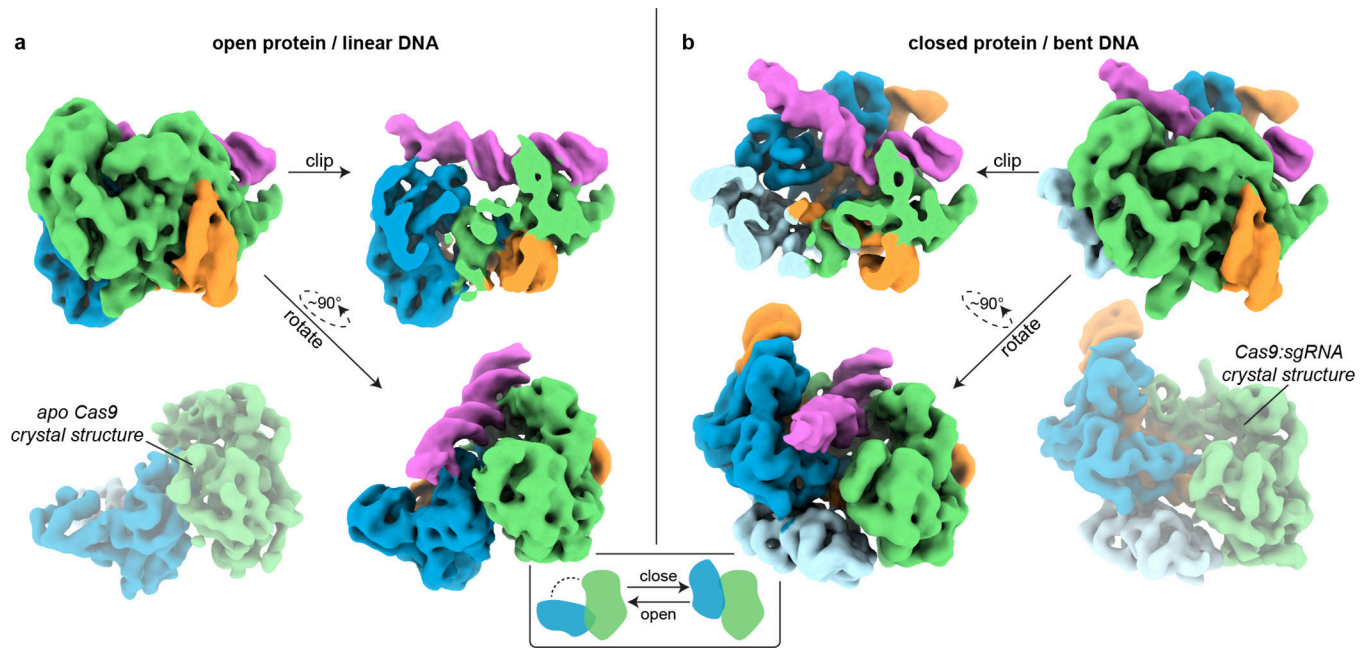 a
open protein / linear DNA
clip
~90°
rotate
apo Cas9
crystal structure
b
closed protein / bent DNA
clip
~90°
rotate
Cas9:sgRNA
crystal structure
close
open